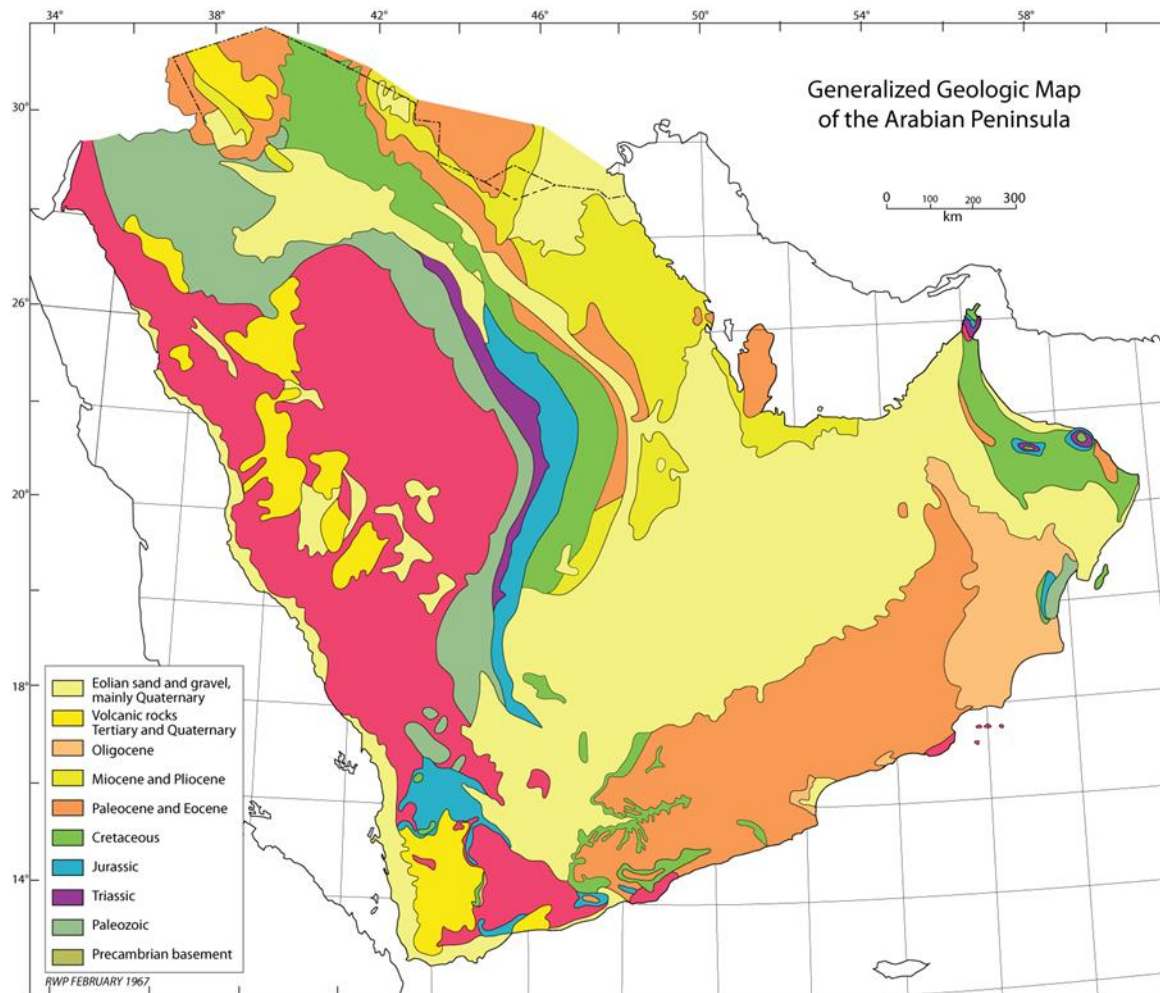 34° 38° 42° 46° 50° 54° 58°
Generalized Geologic Map
of the Arabian Peninsula
0 100 200 300
km
30°
26°
20°
18°
14°
Eolian sand and gravel,
mainly Quaternary
Volcanic rocks
Tertiary and Quaternary
Oligocene
Miocene and Pliocene
Paleocene and Eocene
Cretaceous
Jurassic
Triassic
Paleozoic
Precambrian basement
RWP FEBRUARY 1967